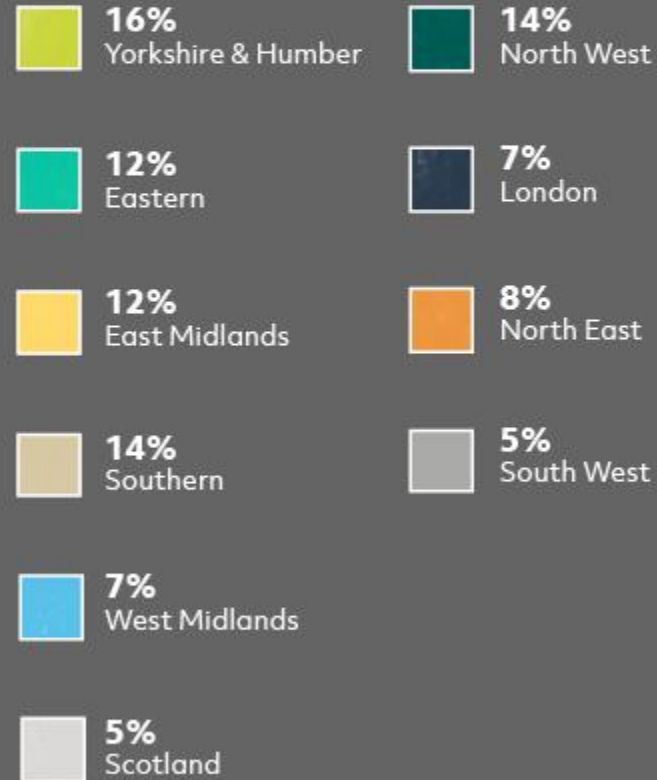 16%
Yorkshire & Humber
12%
Eastern
12%
East Midlands
14%
Southern
7%
West Midlands
5%
Scotland
14%
North West
7%
London
8%
North East
5%
South West